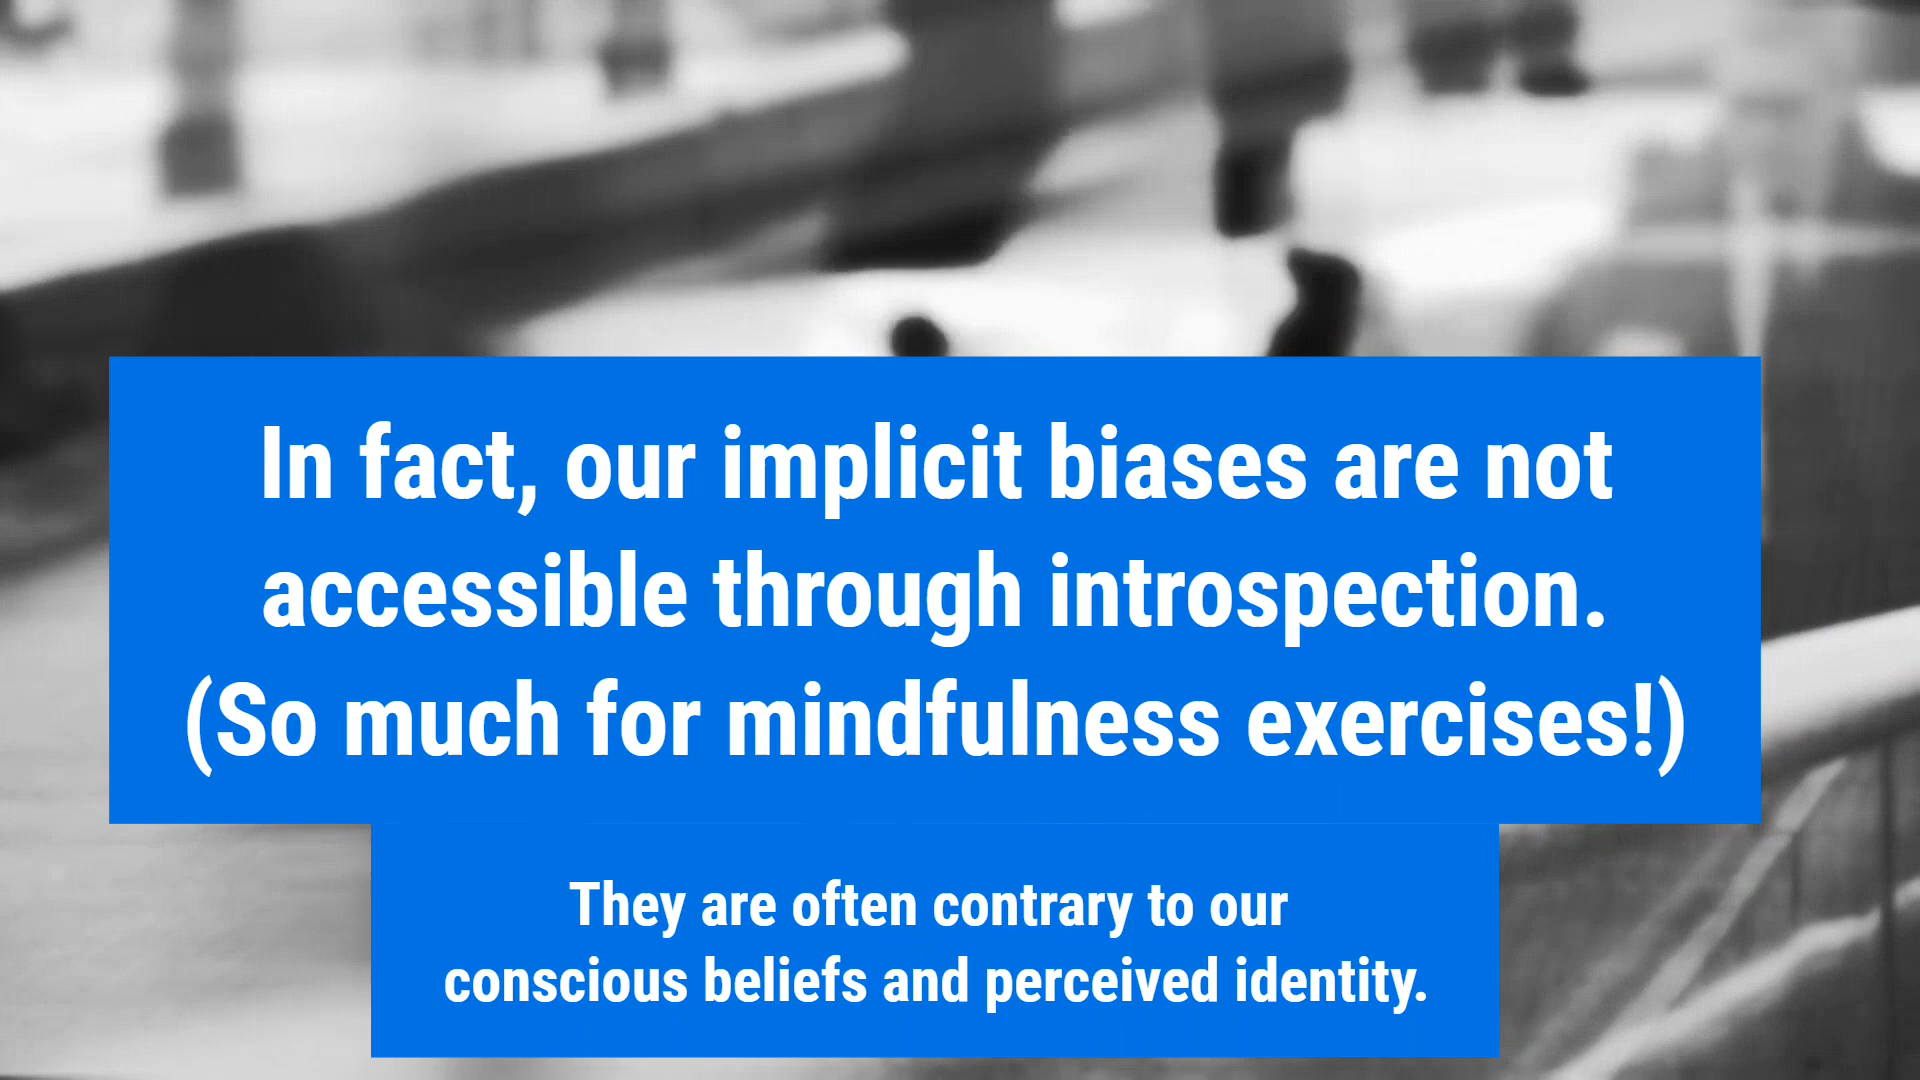 In fact, our implicit biases are not
accessible through introspection.
(So much for mindfulness exercises!)
They are often contrary to our
conscious beliefs and perceived identity.